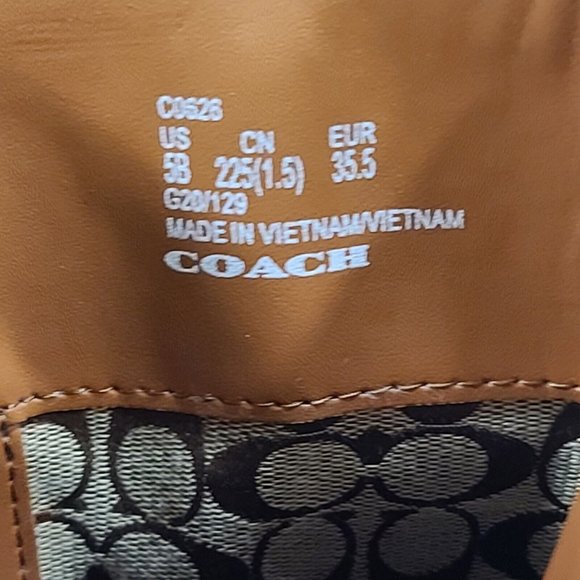 C0626
US CN EUR
5B 225(1.5) 35.5
G20/129
MADE IN VIETNAM/VIETNAM
COACH